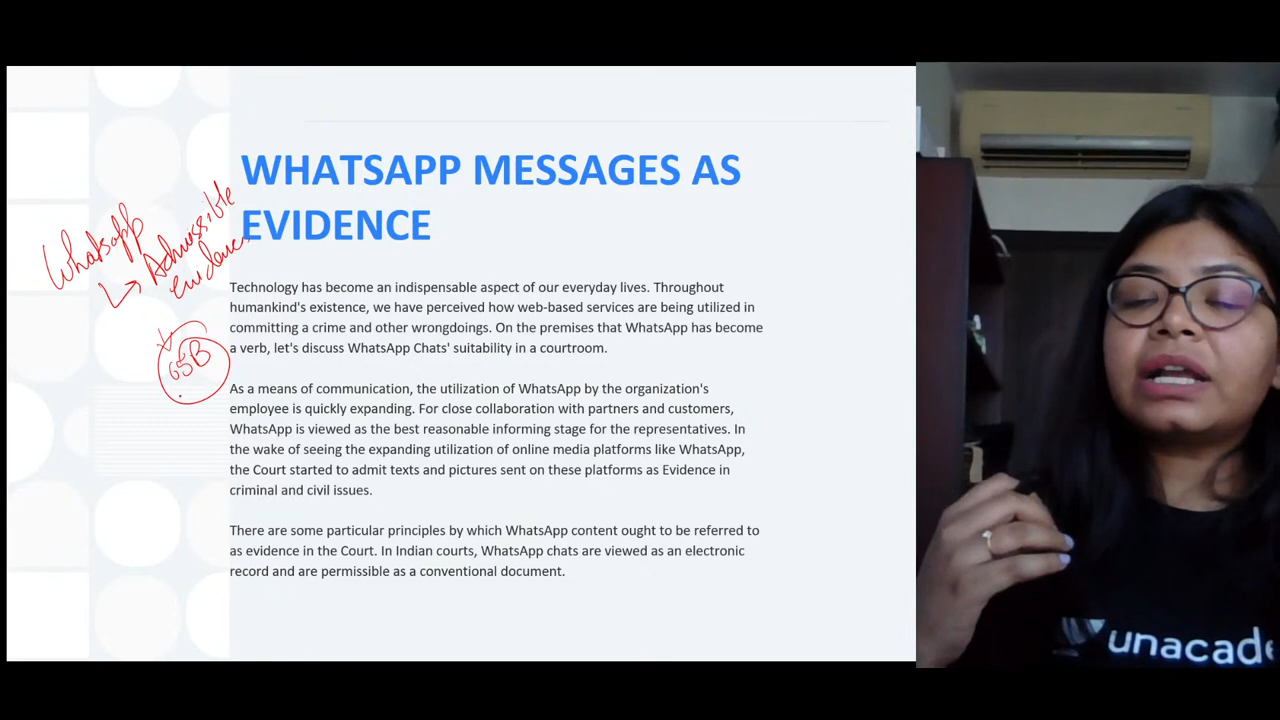 WHATSAPP MESSAGES AS
EVIDENCE
Whatsapp
Admissible
evidence
65B
Technology has become an indispensable aspect of our everyday lives. Throughout
humankind's existence, we have perceived how web-based services are being utilized in
committing a crime and other wrongdoings. On the premises that WhatsApp has become
a verb, let's discuss WhatsApp Chats' suitability in a courtroom.
As a means of communication, the utilization of WhatsApp by the organization's
employee is quickly expanding. For close collaboration with partners and customers,
WhatsApp is viewed as the best reasonable informing stage for the representatives. In
the wake of seeing the expanding utilization of online media platforms like WhatsApp,
the Court started to admit texts and pictures sent on these platforms as Evidence in
criminal and civil issues.
There are some particular principles by which WhatsApp content ought to be referred to
as evidence in the Court. In Indian courts, WhatsApp chats are viewed as an electronic
record and are permissible as a conventional document.
unacade